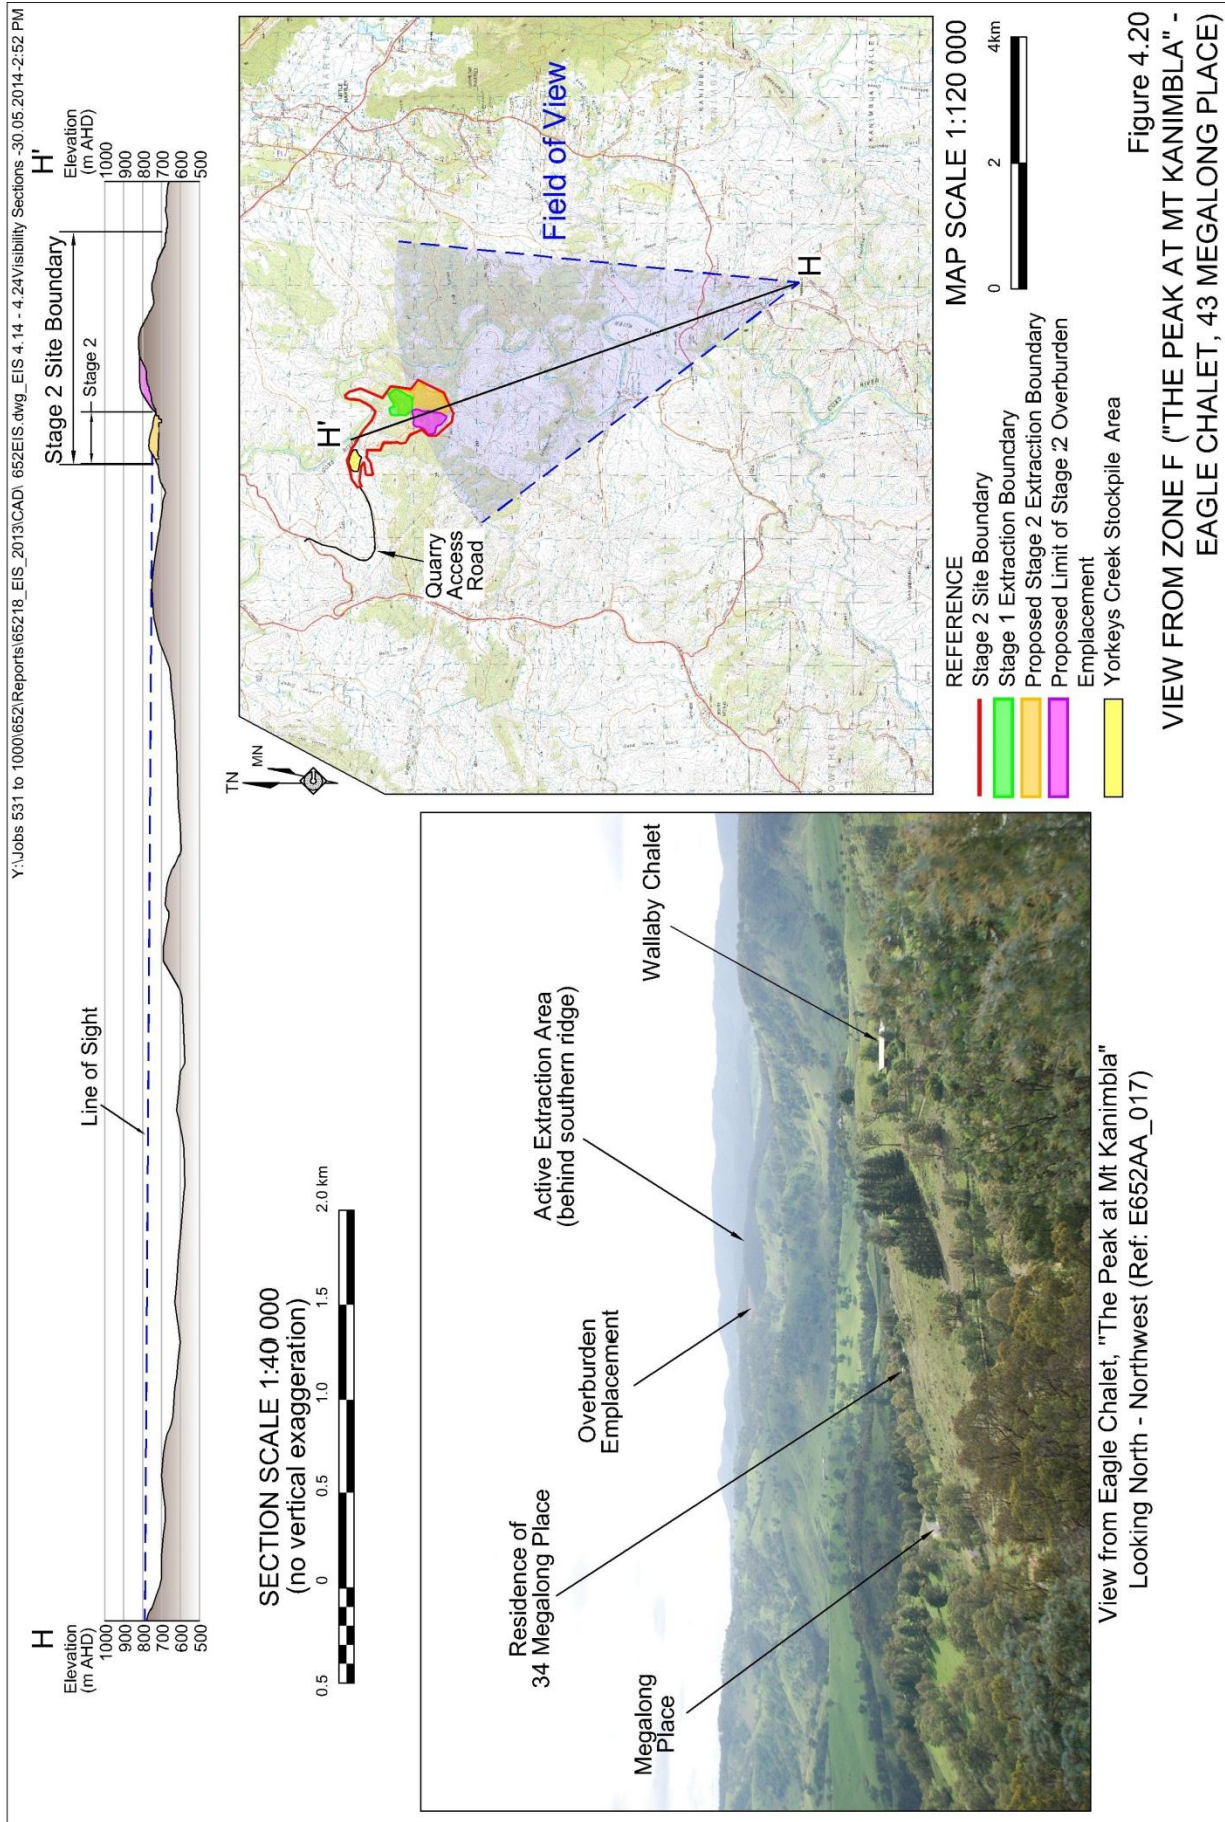 Y:\Jobs 531 to 1000\652\Reports\65218_EIS_2013\CAD\ 652EIS.dwg_EIS 4.14 - 4.24Visibility Sections -30.05.2014-2:52 PM
H
Elevation
(m AHD)
1000
900
800
700
600
500
Line of Sight
Stage 2 Site Boundary
Stage 2
H'
Elevation
(m AHD)
1000
900
800
700
600
500
SECTION SCALE 1:40 000
(no vertical exaggeration)
0.5
0
0.5
1.0
1.5
2.0 km
Megalong
Place
Residence of
34 Megalong Place
Overburden
Emplacement
Active Extraction Area
(behind southern ridge)
Wallaby Chalet
View from Eagle Chalet, "The Peak at Mt Kanimbla"
Looking North - Northwest (Ref: E652AA_017)
TN
MN
Quarry
Access
Road
H'
Field of View
H
REFERENCE
Stage 2 Site Boundary
Stage 1 Extraction Boundary
Proposed Stage 2 Extraction Boundary
Proposed Limit of Stage 2 Overburden
Emplacement
Yorkeys Creek Stockpile Area
MAP SCALE 1:120 000
0
2
4km
Figure 4.20
VIEW FROM ZONE F ("THE PEAK AT MT KANIMBLA" -
EAGLE CHALET, 43 MEGALONG PLACE)